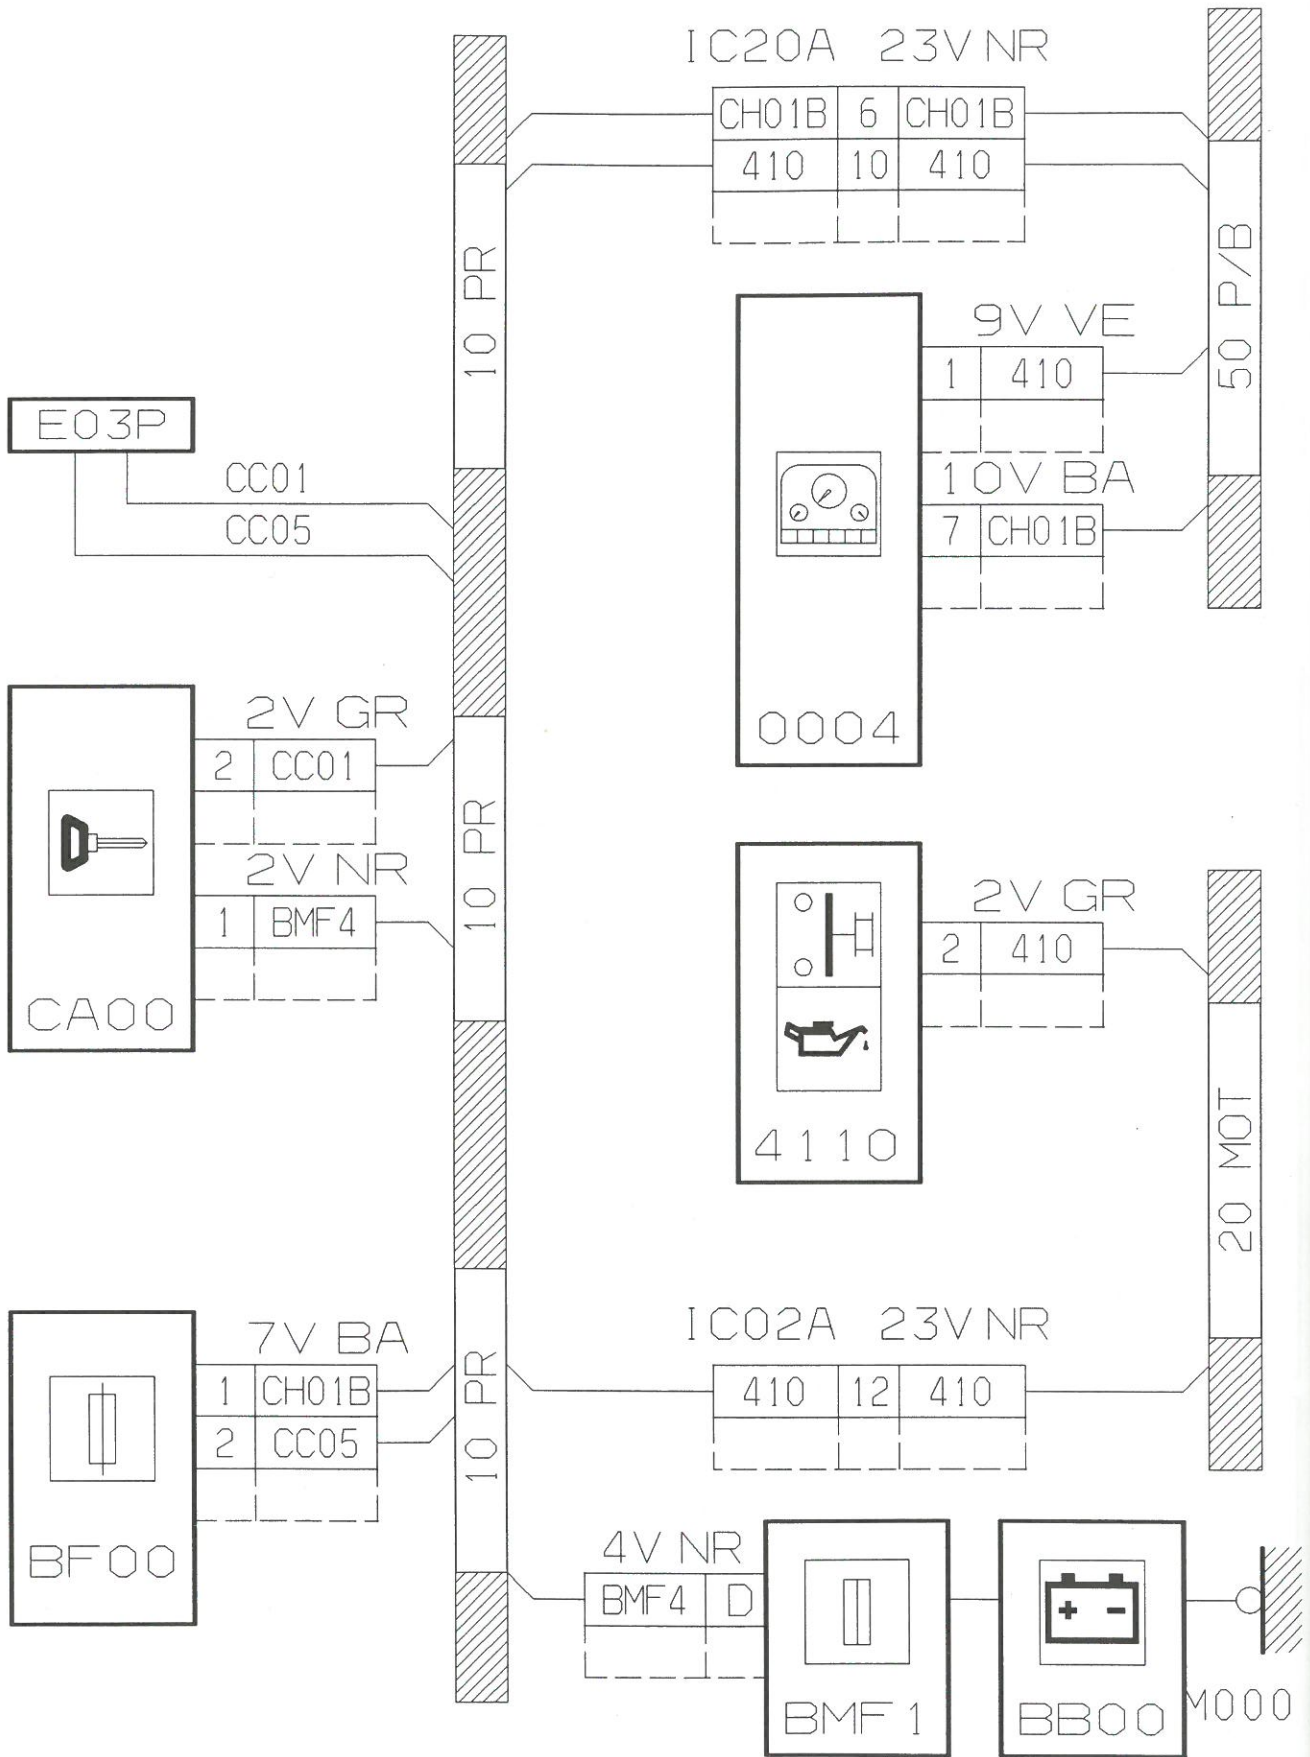 IC20A 23V NR
CH01B 6 CH01B
410 10 410
10 PR
50 P/B
9V VE
1 410
10V BA
7 CH01B
0004
E03P
CC01
CC05
2V GR
2 CC01
2V NR
1 BMF4
CA00
10 PR
2V GR
2 410
4110
20 MOT
7V BA
1 CH01B
2 CC05
BF00
10 PR
IC02A 23V NR
410 12 410
4V NR
BMF4 D
BMF1
+ -
BB00
M000